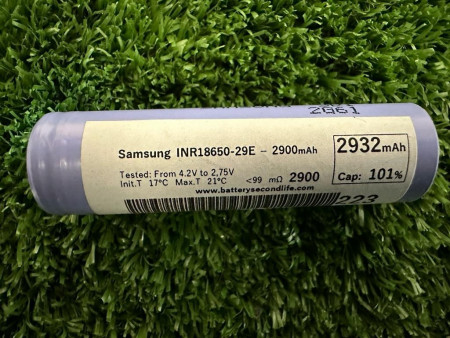 2G61
Samsung INR18650-29E – 2900mAh
2932mAh
Tested: From 4.2V to 2,75V
Init.T 17°C Max.T 21°C <99 mΩ 2900
Cap: 101%
www.batterysecondlife.com
223